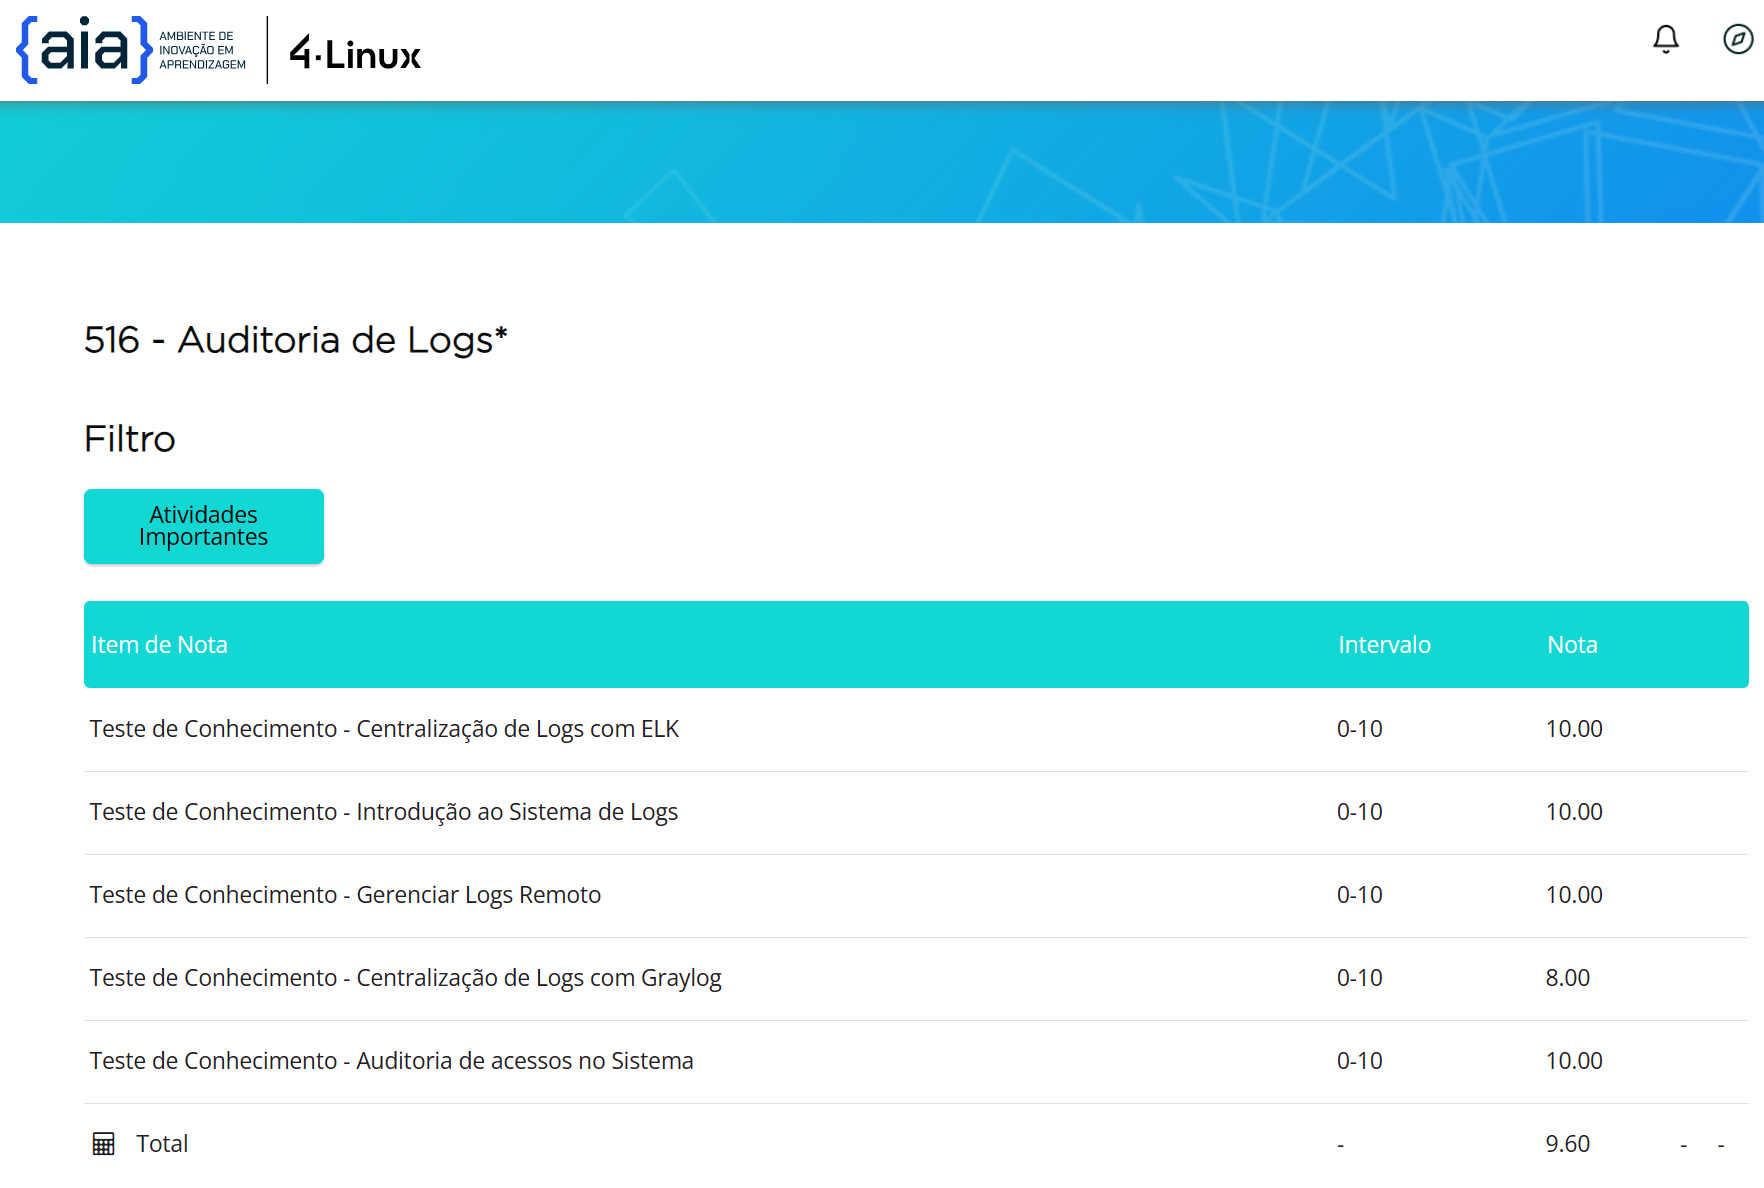 {aia} AMBIENTE DE
INOVAÇÃO EM
APRENDIZAGEM
4·Linux
516 - Auditoria de Logs*
Filtro
Atividades
Importantes
Item de Nota Intervalo Nota
Teste de Conhecimento - Centralização de Logs com ELK 0-10 10.00
Teste de Conhecimento - Introdução ao Sistema de Logs 0-10 10.00
Teste de Conhecimento - Gerenciar Logs Remoto 0-10 10.00
Teste de Conhecimento - Centralização de Logs com Graylog 0-10 8.00
Teste de Conhecimento - Auditoria de acessos no Sistema 0-10 10.00
Total - 9.60 - -